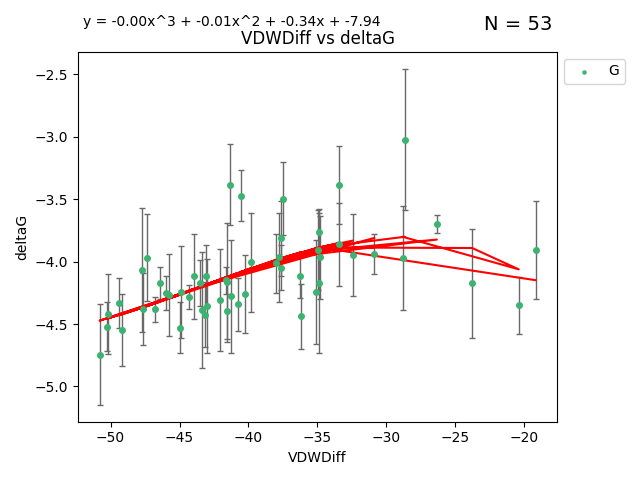 y = -0.00x^3 + -0.01x^2 + -0.34x + -7.94
N = 53
VDWDiff vs deltaG
G
−2.5
−3.0
−3.5
−4.0
−4.5
−5.0
deltaG
−50 −45 −40 −35 −30 −25 −20
VDWDiff